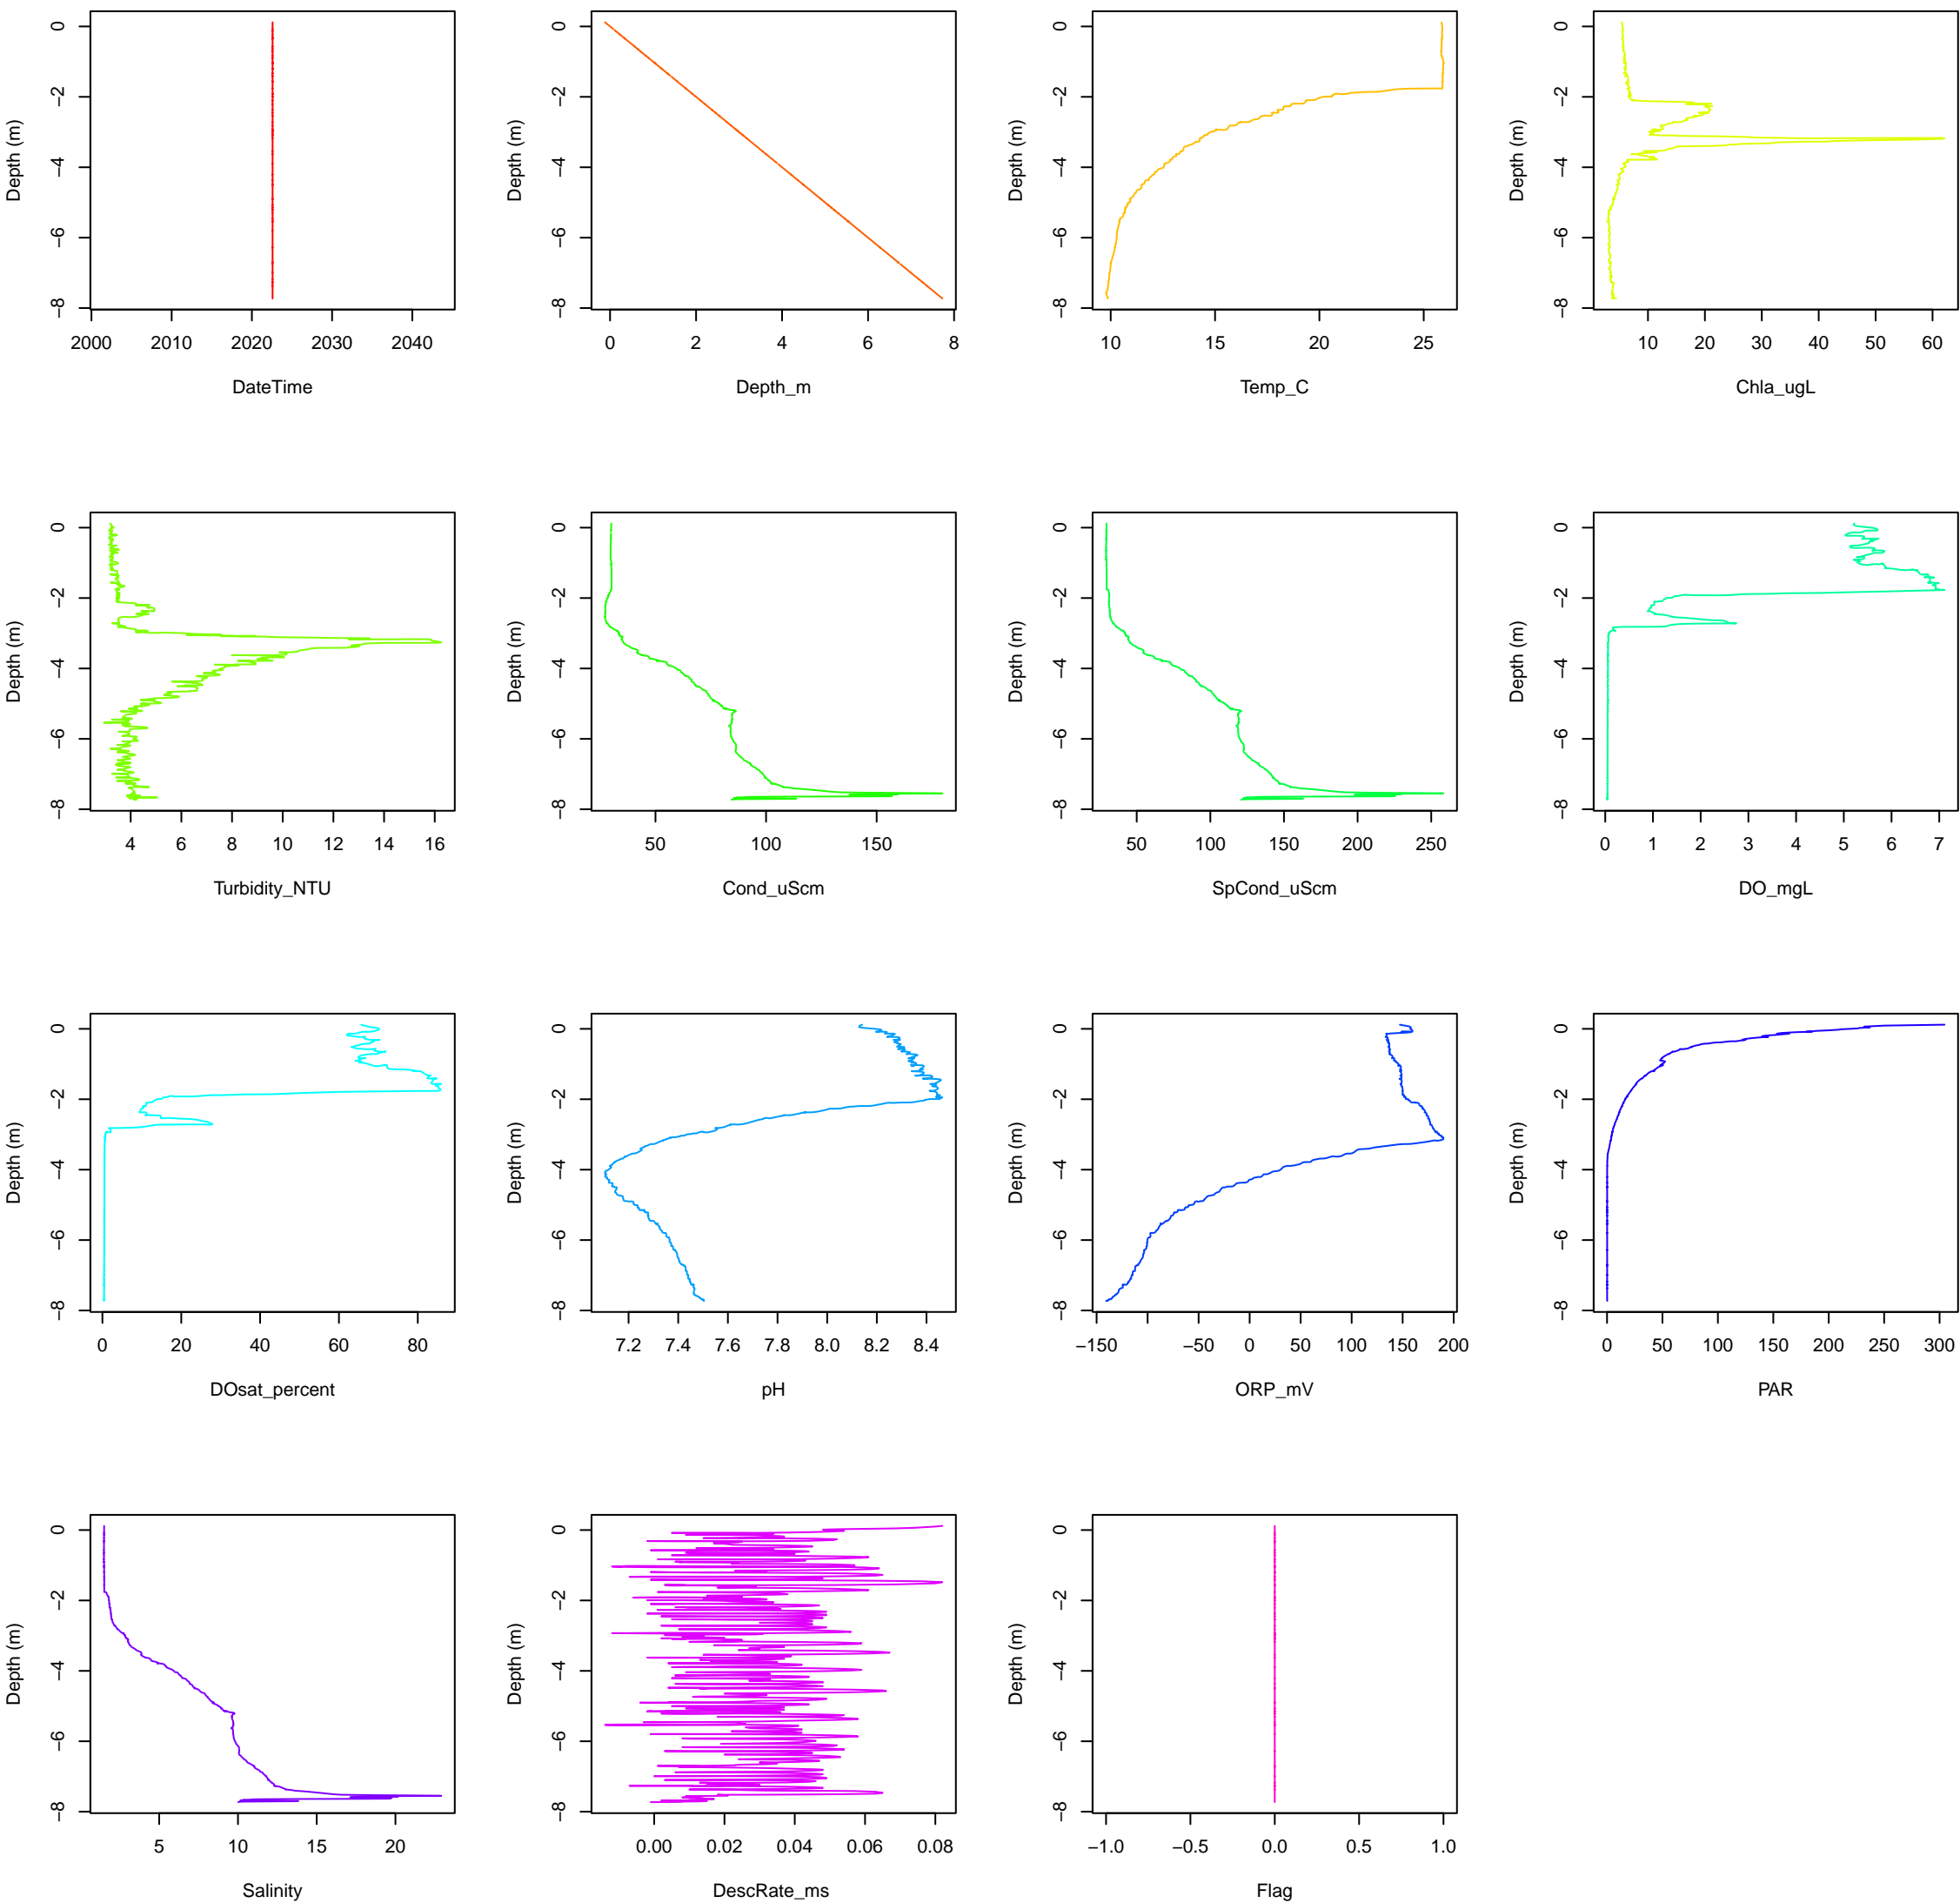 Depth (m)
0
−2
−4
−6
−8
2000 2010 2020 2030 2040
DateTime
Depth (m)
0
−2
−4
−6
−8
0 2 4 6 8
Depth_m
Depth (m)
0
−2
−4
−6
−8
10 15 20 25
Temp_C
Depth (m)
0
−2
−4
−6
−8
10 20 30 40 50 60
Chla_ugL
Depth (m)
0
−2
−4
−6
−8
4 6 8 10 12 14 16
Turbidity_NTU
Depth (m)
0
−2
−4
−6
−8
50 100 150
Cond_uScm
Depth (m)
0
−2
−4
−6
−8
50 100 150 200 250
SpCond_uScm
Depth (m)
0
−2
−4
−6
−8
0 1 2 3 4 5 6 7
DO_mgL
Depth (m)
0
−2
−4
−6
−8
0 20 40 60 80
DOsat_percent
Depth (m)
0
−2
−4
−6
−8
7.2 7.4 7.6 7.8 8.0 8.2 8.4
pH
Depth (m)
0
−2
−4
−6
−8
−150 −50 0 50 100 150 200
ORP_mV
Depth (m)
0
−2
−4
−6
−8
0 50 100 150 200 250 300
PAR
Depth (m)
0
−2
−4
−6
−8
5 10 15 20
Salinity
Depth (m)
0
−2
−4
−6
−8
0.00 0.02 0.04 0.06 0.08
DescRate_ms
Depth (m)
0
−2
−4
−6
−8
−1.0 −0.5 0.0 0.5 1.0
Flag